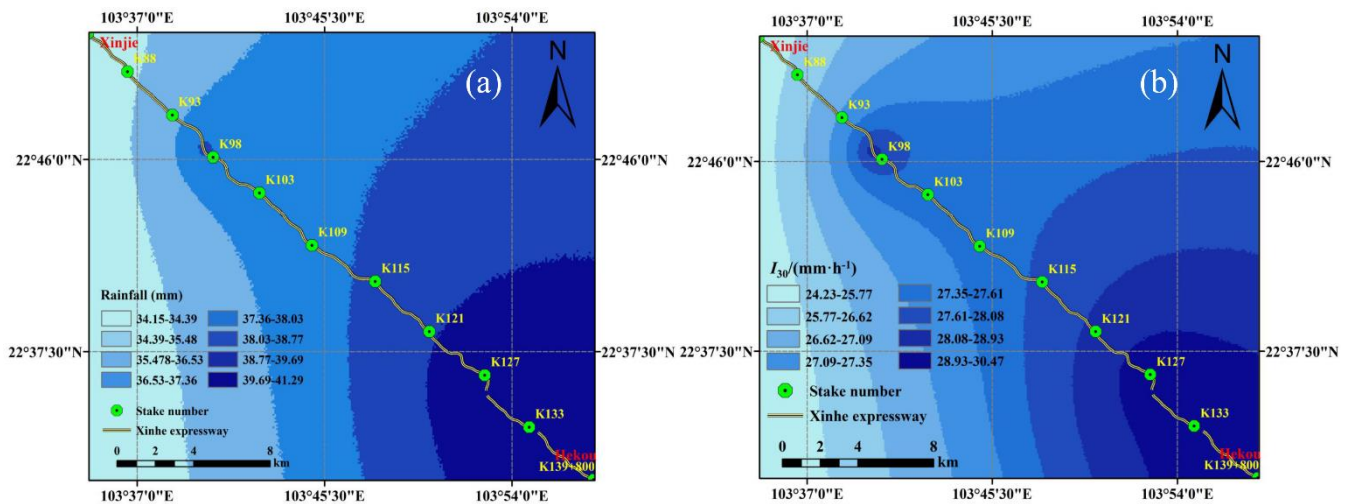 103°37'0"E 103°45'30"E 103°54'0"E
Xinjie
K88
N
(a)
K93
22°46'0"N
K98
22°46'0"N
K103
K109
K115
Rainfall (mm)
34.15-34.39 37.36-38.03
34.39-35.48 38.03-38.77
35.478-36.53 38.77-39.69
36.53-37.36 39.69-41.29
K121
22°37'30"N
22°37'30"N
K127
Stake number
Xinhe expressway
K133
0 2 4 8
km
Hekou
K139+800
103°37'0"E 103°45'30"E 103°54'0"E
103°37'0"E 103°45'30"E 103°54'0"E
Xinjie
K88
N
(b)
K93
22°46'0"N
K98
22°46'0"N
K103
K109
K115
I30/(mm·h-1)
24.23-25.77 27.35-27.61
25.77-26.62 27.61-28.08
26.62-27.09 28.08-28.93
27.09-27.35 28.93-30.47
K121
22°37'30"N
22°37'30"N
K127
Stake number
Xinhe expressway
K133
0 2 4 8
km
Hekou
K139+800
103°37'0"E 103°45'30"E 103°54'0"E